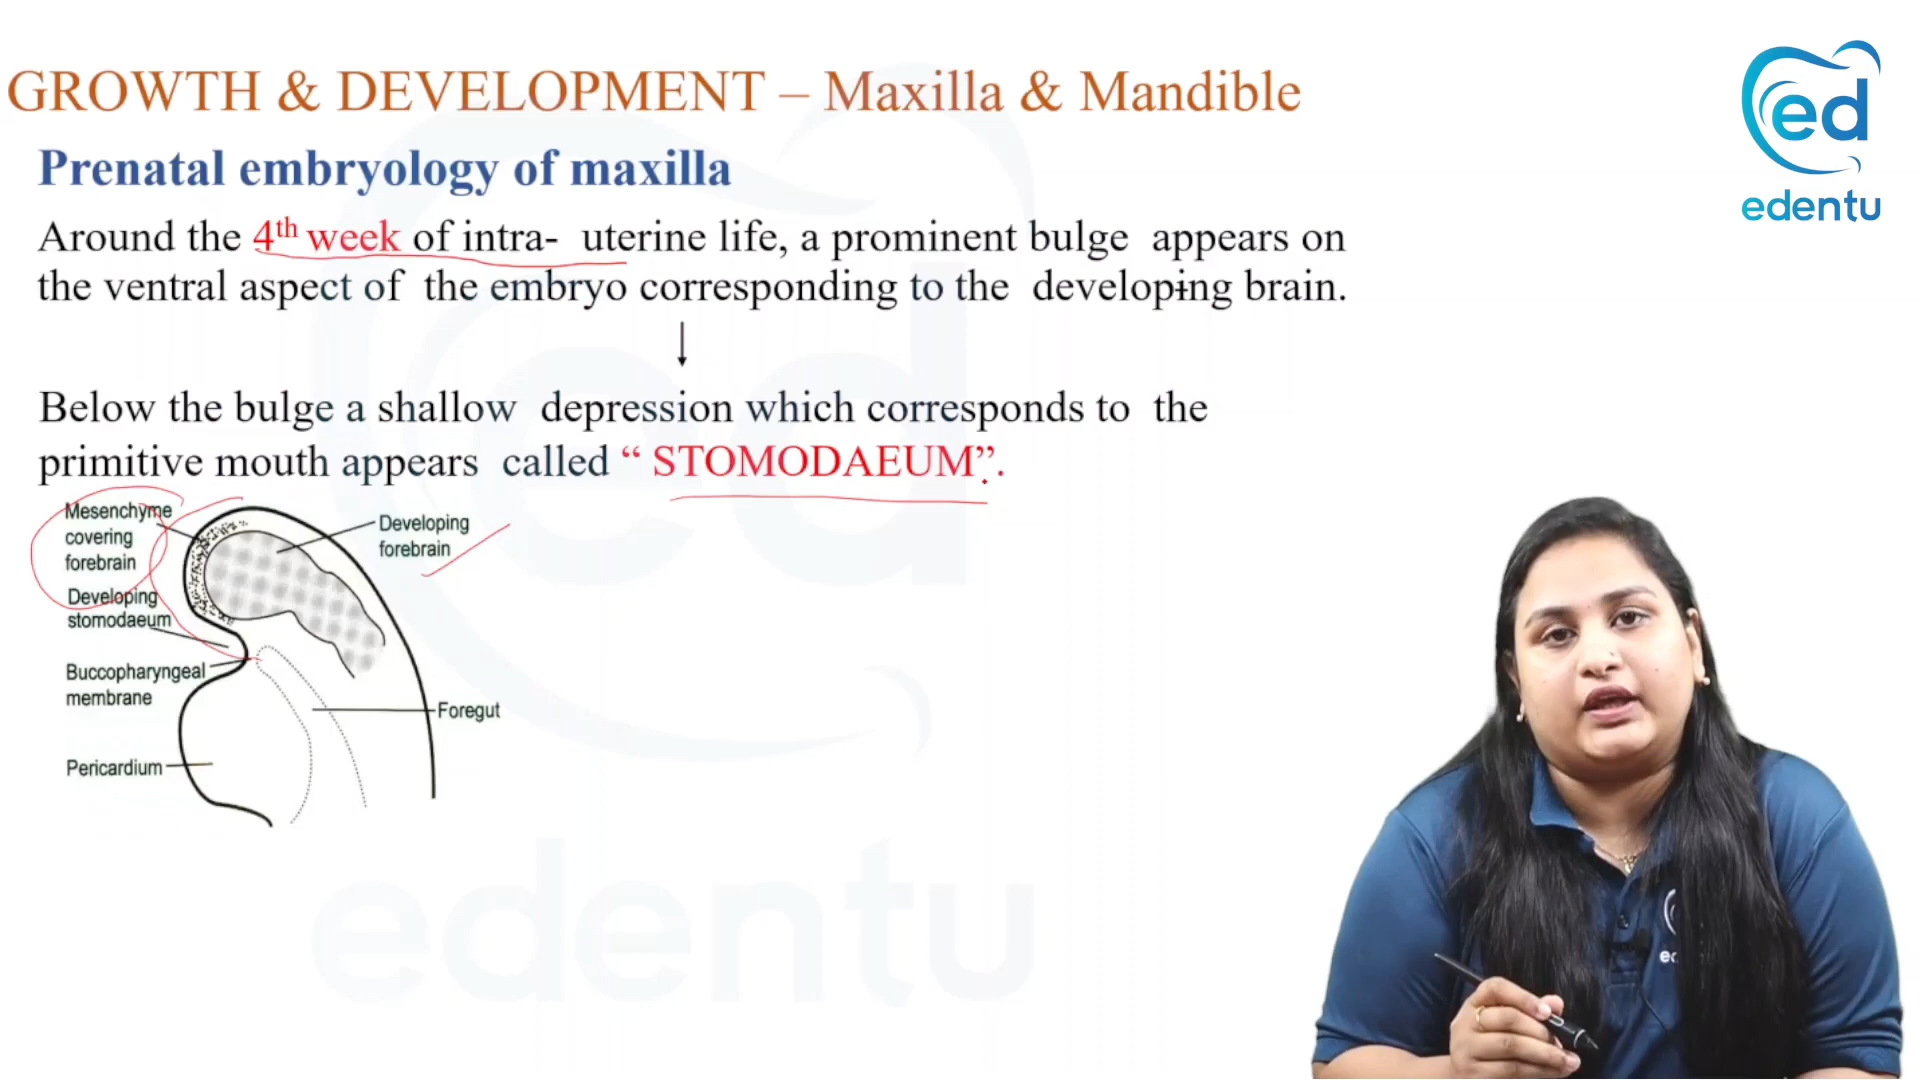 GROWTH & DEVELOPMENT – Maxilla & Mandible
ed
edentu
Prenatal embryology of maxilla
Around the 4th week of intra- uterine life, a prominent bulge appears on
the ventral aspect of the embryo corresponding to the developing brain.
Below the bulge a shallow depression which corresponds to the
primitive mouth appears called “ STOMODAEUM”.
Mesenchyme
covering
forebrain
Developing
forebrain
Developing
stomodaeum
Buccopharyngeal
membrane
Foregut
Pericardium
ed
edentu